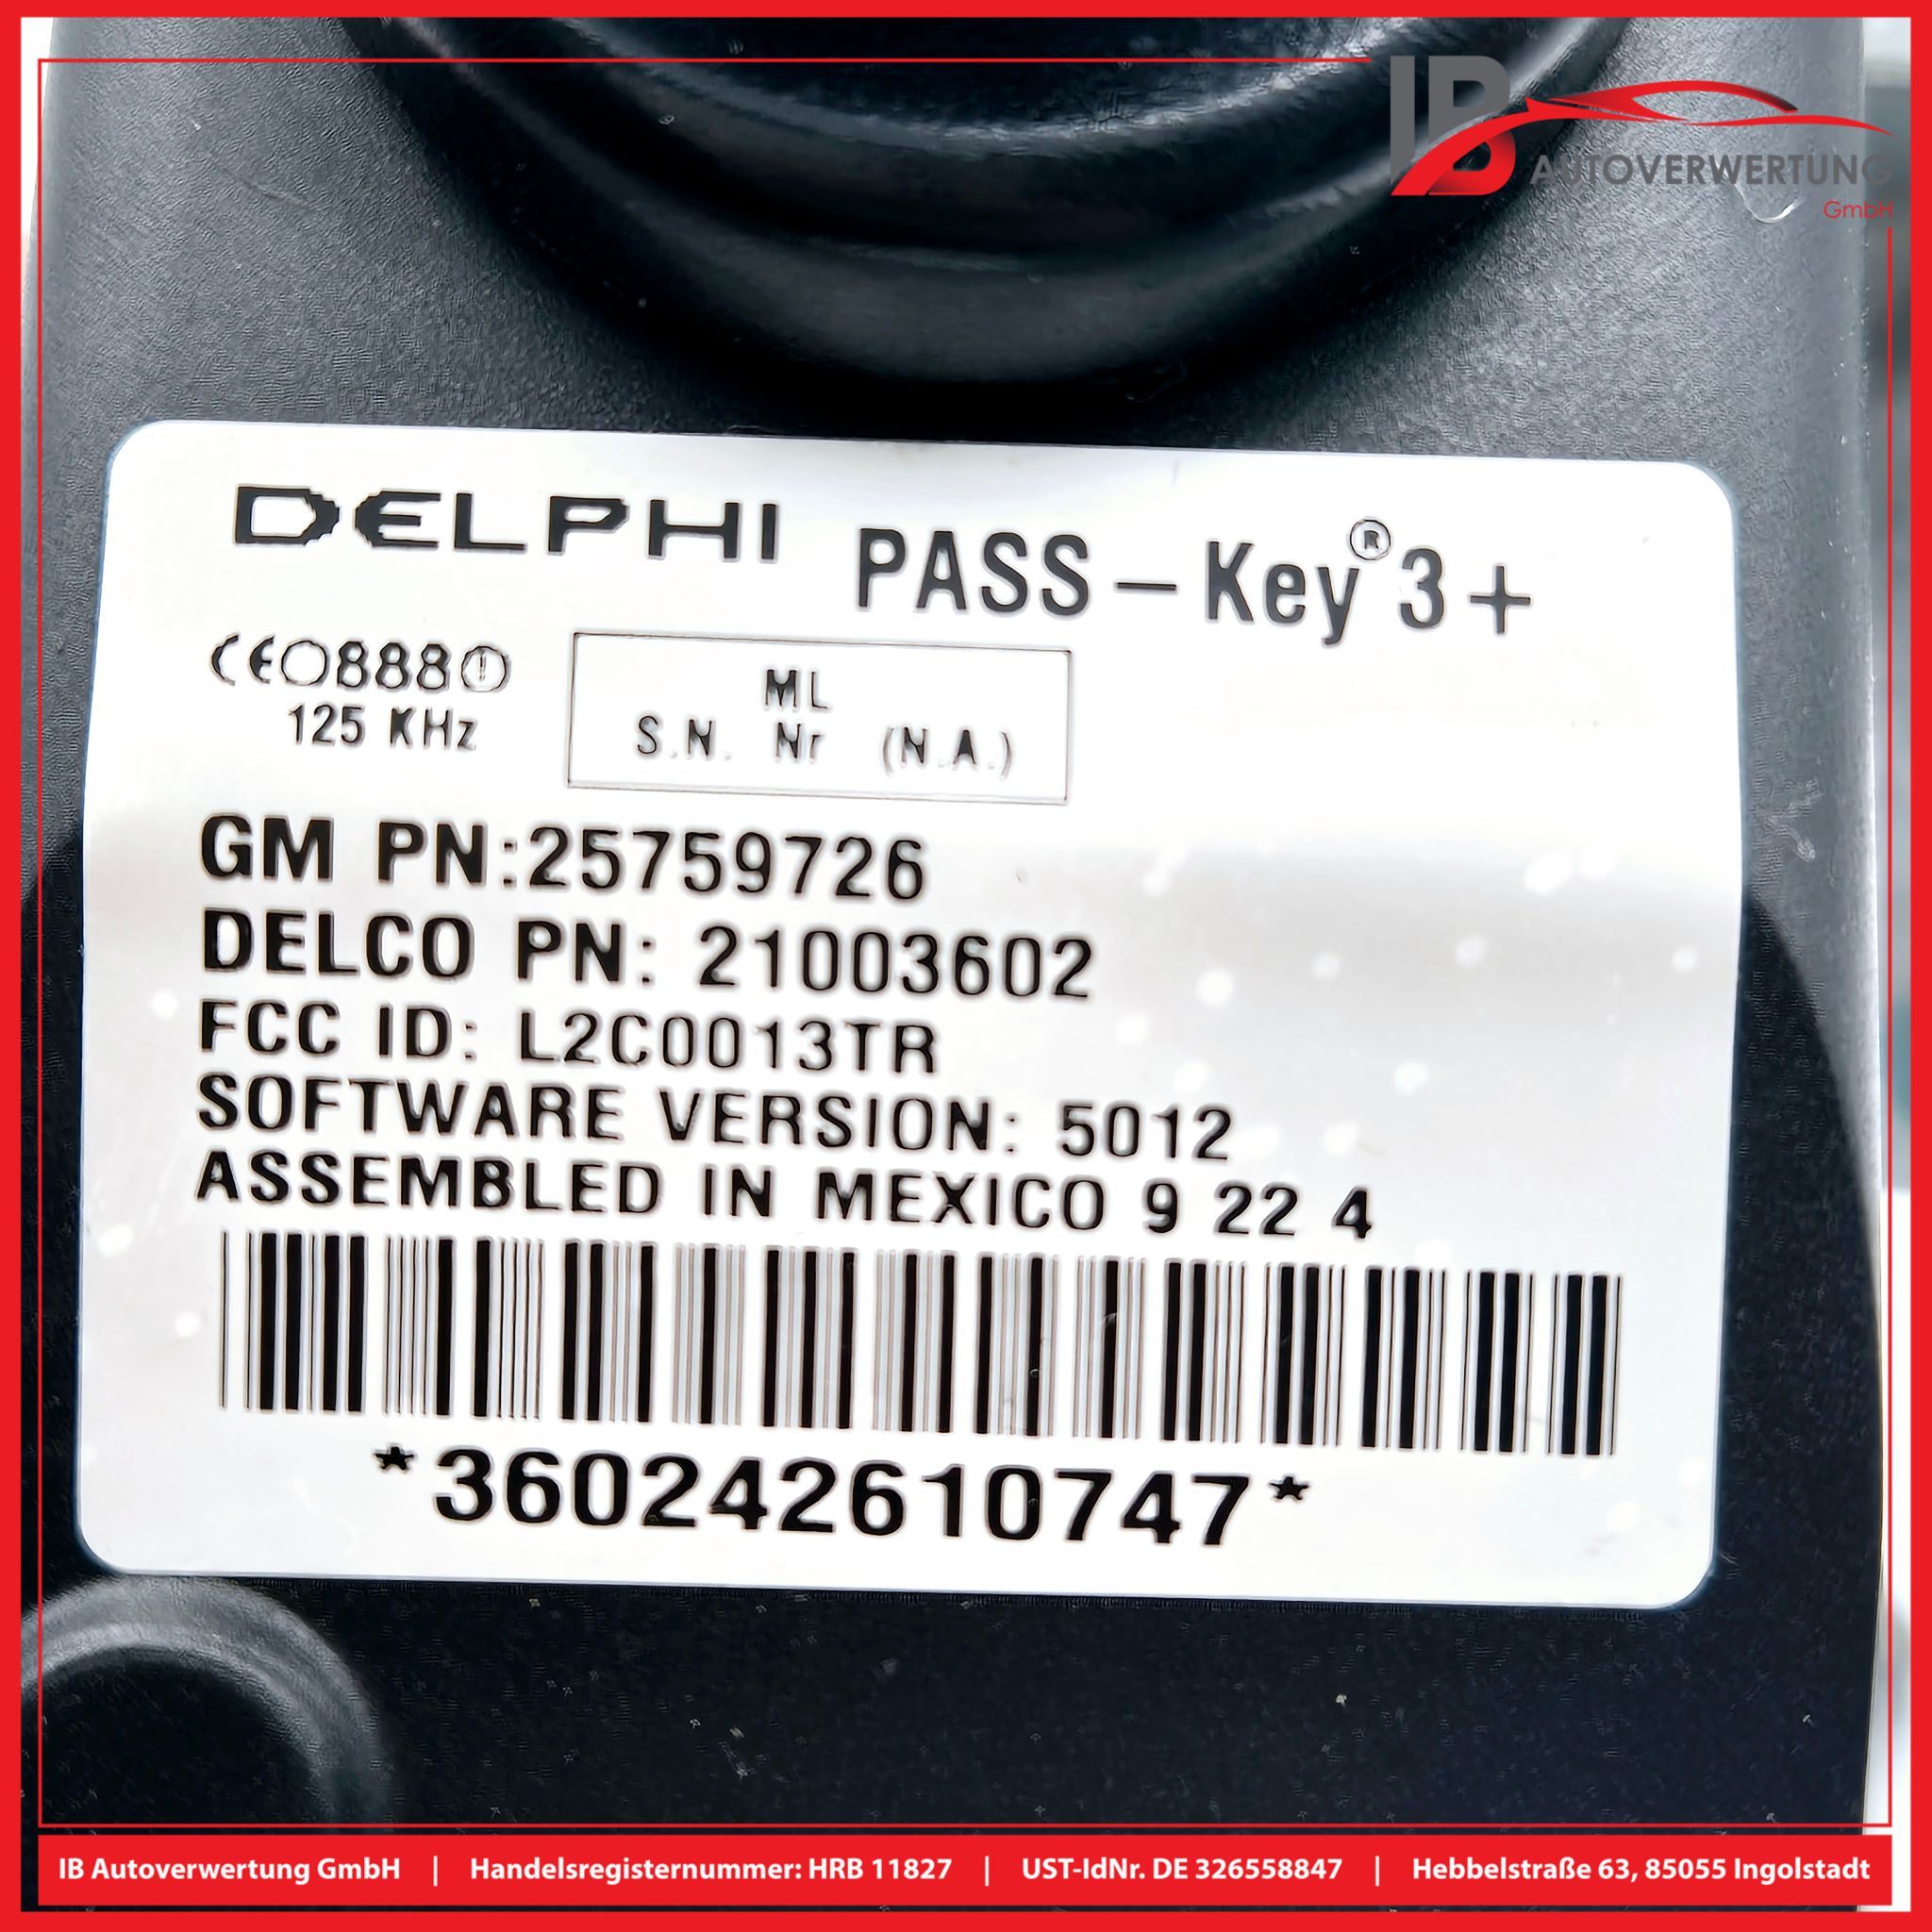 IB
AUTOVERWERTUNG
GmbH
DELPHI PASS-Key®3+
CE0888!
125 KHz
ML
S.N. Nr (N.A.)
GM PN:25759726
DELCO PN: 21003602
FCC ID: L2C0013TR
SOFTWARE VERSION: 5012
ASSEMBLED IN MEXICO 9 22 4
*360242610747*
IB Autoverwertung GmbH | Handelsregisternummer: HRB 11827 | UST-IdNr. DE 326558847 | Hebbelstraße 63, 85055 Ingolstadt